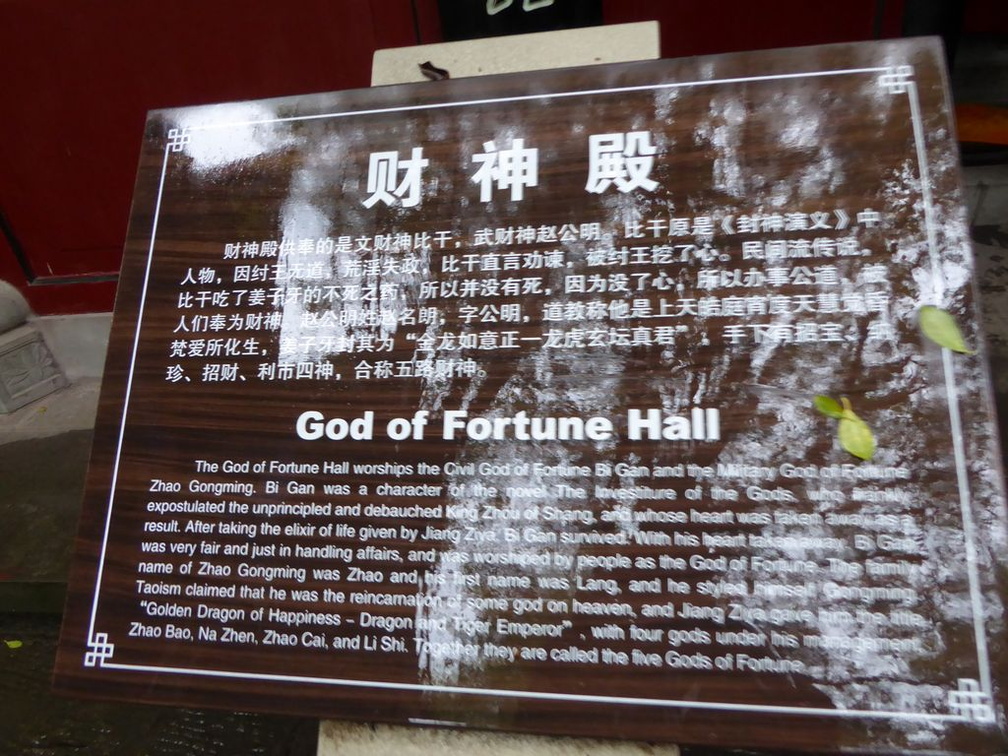 财神殿
财神殿供奉的是文财神比干，武财神赵公明。比干原是《封神演义》中
人物，因纣王无道，荒淫失政，比干直言劝谏，被纣王挖了心。民间流传说，
比干吃了姜子牙的不死之药，所以并没有死，因为没了心，所以办事公道，被
人们奉为财神。赵公明姓赵名朗，字公明，道教称他是上天皓庭霄度天慧觉昏
梵爱所化生，姜子牙封其为“金龙如意正一龙虎玄坛真君”，手下有招宝、纳
珍、招财、利市四神，合称五路财神。
God of Fortune Hall
The God of Fortune Hall worships the Civil God of Fortune Bi Gan and the Military God of Fortune
Zhao Gongming. Bi Gan was a character of the novel The Investiture of the Gods, who frankly
expostulated the unprincipled and debauched King Zhou of Shang, and whose heart was taken away as a
result. After taking the elixir of life given by Jiang Ziya, Bi Gan survived. With his heart taken away, Bi Gan
was very fair and just in handling affairs, and was worshiped by people as the God of Fortune. The family
name of Zhao Gongming was Zhao and his first name was Lang, and he styled himself Gongming.
Taoism claimed that he was the reincarnation of some god on heaven, and Jiang Ziya gave him the title
“Golden Dragon of Happiness – Dragon and Tiger Emperor” , with four gods under his management,
Zhao Bao, Na Zhen, Zhao Cai, and Li Shi. Together they are called the five Gods of Fortune.